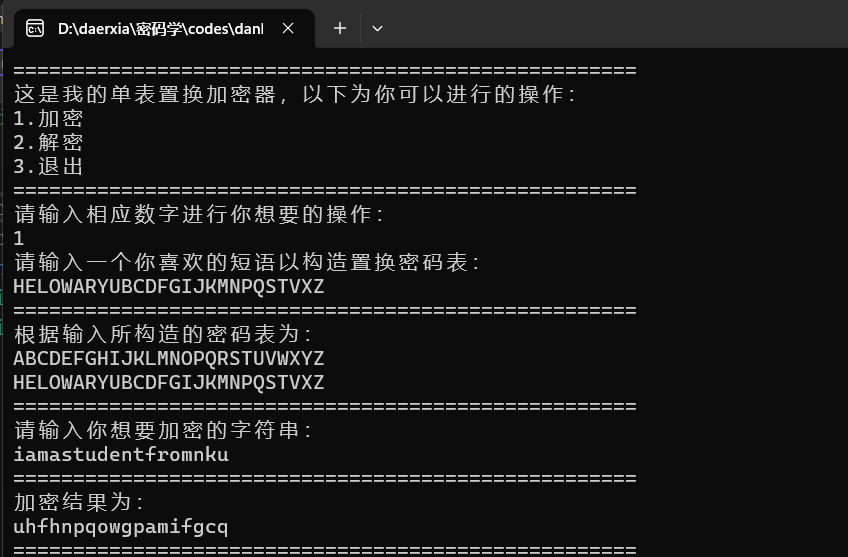 D:\daerxia\密码学\codes\dan
==================================================
这是我的单表置换加密器，以下为你可以进行的操作：
1.加密
2.解密
3.退出
==================================================
请输入相应数字进行你想要的操作：
1
请输入一个你喜欢的短语以构造置换密码表：
HELOWARYUBCDFGIJKMNPQSTVXZ
==================================================
根据输入所构造的密码表为：
ABCDEFGHIJKLMNOPQRSTUVWXYZ
HELOWARYUBCDFGIJKMNPQSTVXZ
==================================================
请输入你想要加密的字符串：
iamastudentfromnku
==================================================
加密结果为：
uhfhnpqowgpamifgcq
==================================================